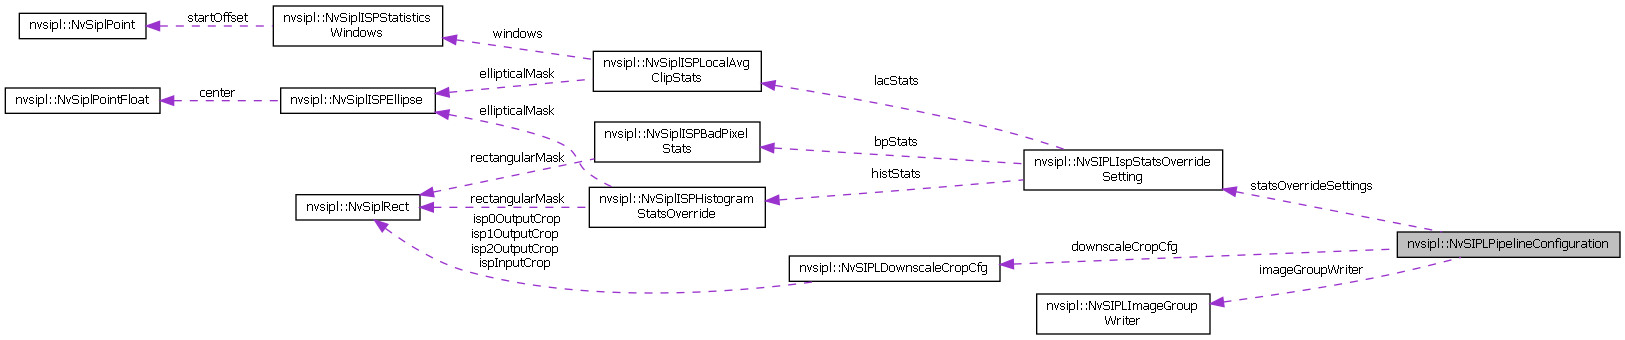 nvsipl::NvSiplPoint
startOffset
nvsipl::NvSiplISPStatistics
Windows
windows
nvsipl::NvSiplISPLocalAvg
ClipStats
ellipticalMask
nvsipl::NvSiplPointFloat
center
nvsipl::NvSiplISPEllipse
ellipticalMask
lacStats
nvsipl::NvSiplISPBadPixel
Stats
bpStats
rectangularMask
nvsipl::NvSIPLIspStatsOverride
Setting
histStats
nvsipl::NvSiplRect
rectangularMask
nvsipl::NvSiplISPHistogram
StatsOverride
statsOverrideSettings
isp0OutputCrop
isp1OutputCrop
isp2OutputCrop
ispInputCrop
nvsipl::NvSIPLDownscaleCropCfg
downscaleCropCfg
nvsipl::NvSIPLPipelineConfiguration
imageGroupWriter
nvsipl::NvSIPLImageGroup
Writer